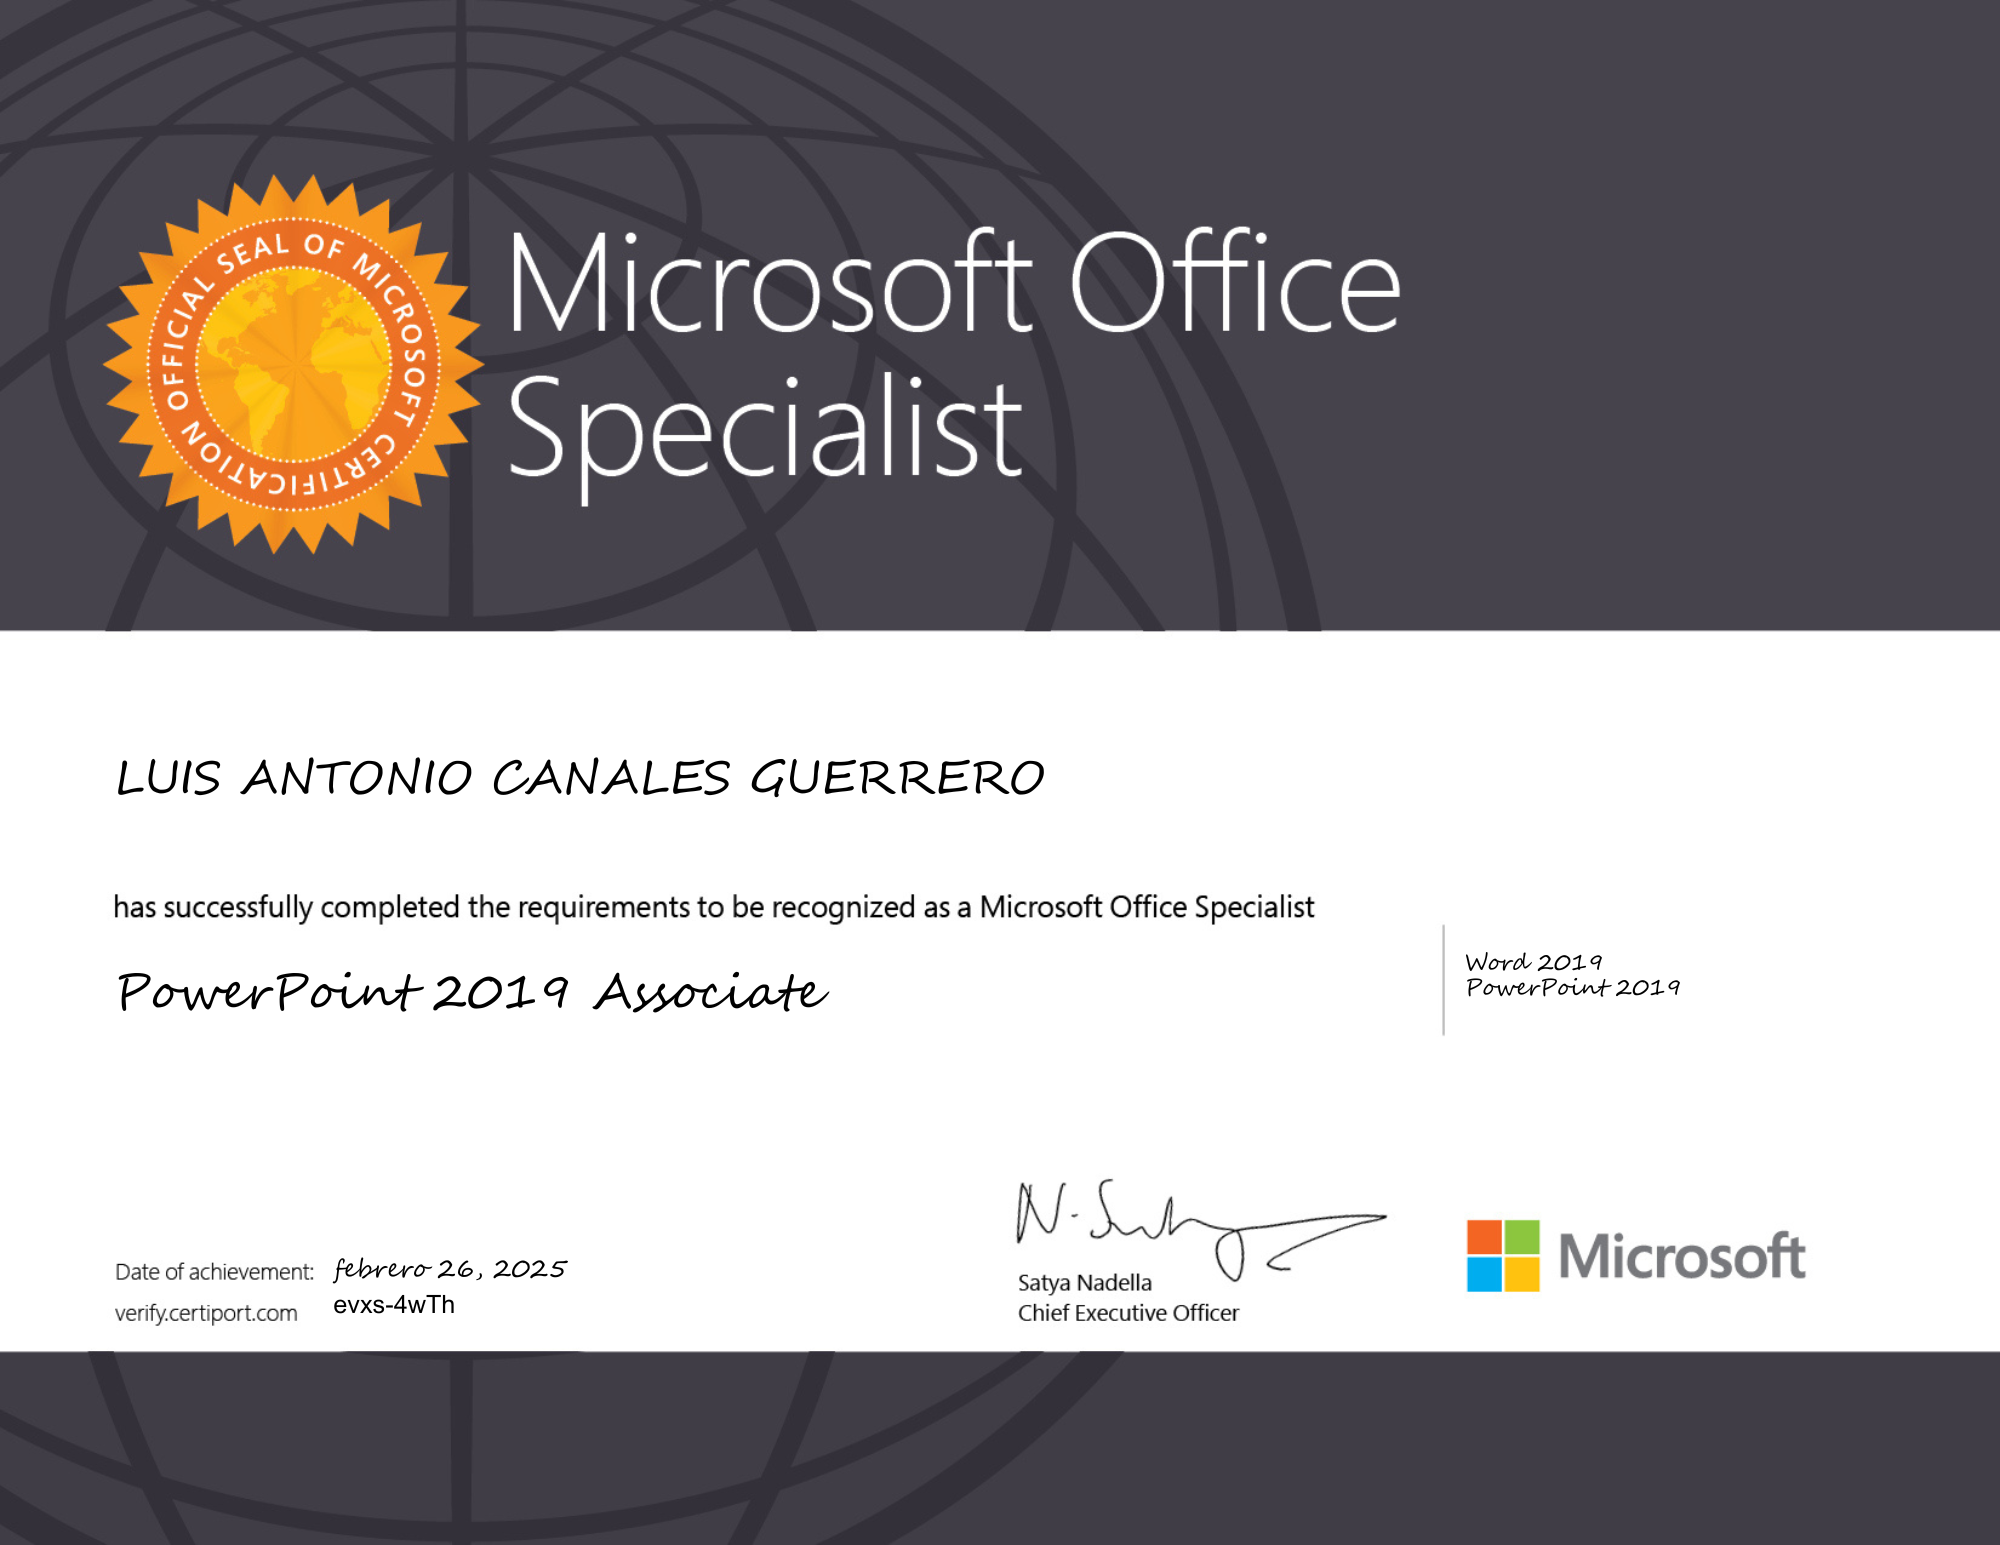 OFFICIAL SEAL OF MICROSOFT CERTIFICATION
Microsoft Office
Specialist
LUIS ANTONIO CANALES GUERRERO
has successfully completed the requirements to be recognized as a Microsoft Office Specialist
PowerPoint 2019 Associate
Word 2019
PowerPoint 2019
Date of achievement: febrero 26, 2025
verify.certiport.com evxs-4wTh
N. Satya
Satya Nadella
Chief Executive Officer
Microsoft